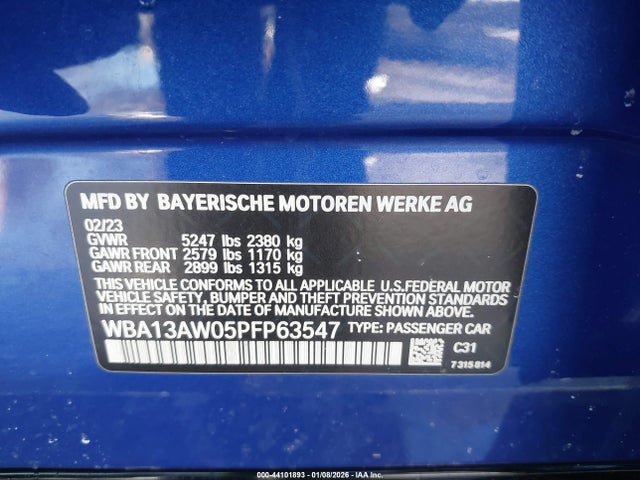 MFD BY BAYERISCHE MOTOREN WERKE AG
02/23
GVWR 5247 lbs 2380 kg
GAWR FRONT 2579 lbs 1170 kg
GAWR REAR 2899 lbs 1315 kg
THIS VEHICLE CONFORMS TO ALL APPLICABLE U.S.FEDERAL MOTOR
VEHICLE SAFETY, BUMPER AND THEFT PREVENTION STANDARDS
IN EFFECT ON THE DATE OF MANUFACTURE SHOWN ABOVE.
WBA13AW05PFP63547 TYPE: PASSENGER CAR
C31
7315814
000-44101893 - 01/08/2026 - IAA Inc.